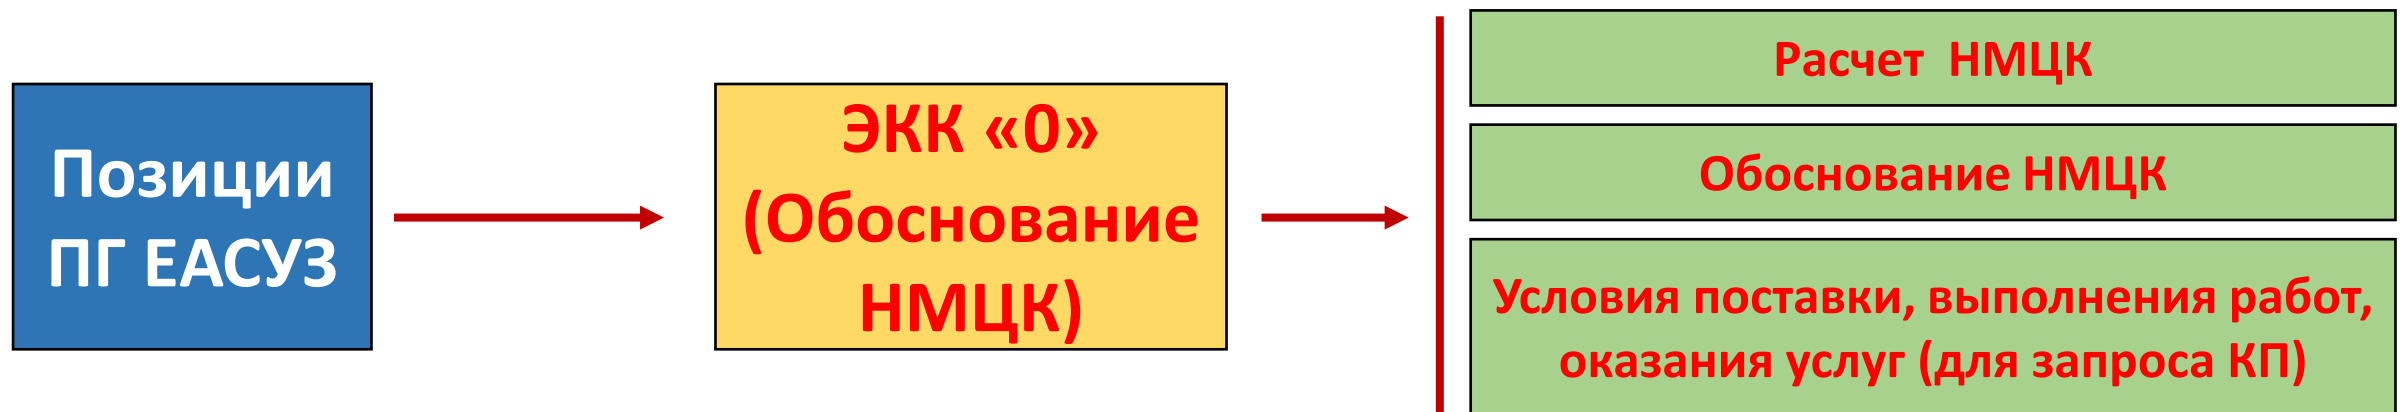 Позиции
ПГ ЕАСУЗ
ЭКК «0»
(Обоснование
НМЦК)
Расчет НМЦК
Обоснование НМЦК
Условия поставки, выполнения работ,
оказания услуг (для запроса КП)